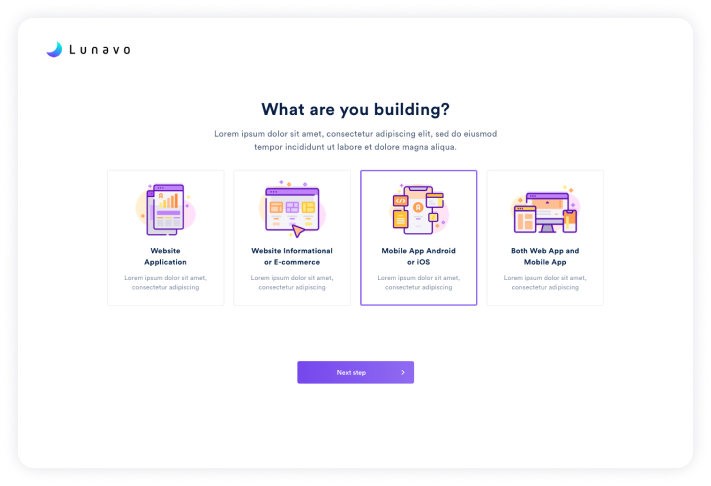 Lunavo
What are you building?
Lorem ipsum dolor sit amet, consectetur adipiscing elit, sed do eiusmod
tempor incididunt ut labore et dolore magna aliqua.
Website
Application
Lorem ipsum dolor sit amet,
consectetur adipiscing
Website Informational
or E-commerce
Lorem ipsum dolor sit amet,
consectetur adipiscing
Mobile App Android
or iOS
Lorem ipsum dolor sit amet,
consectetur adipiscing
Both Web App and
Mobile App
Lorem ipsum dolor sit amet,
consectetur adipiscing
Next step